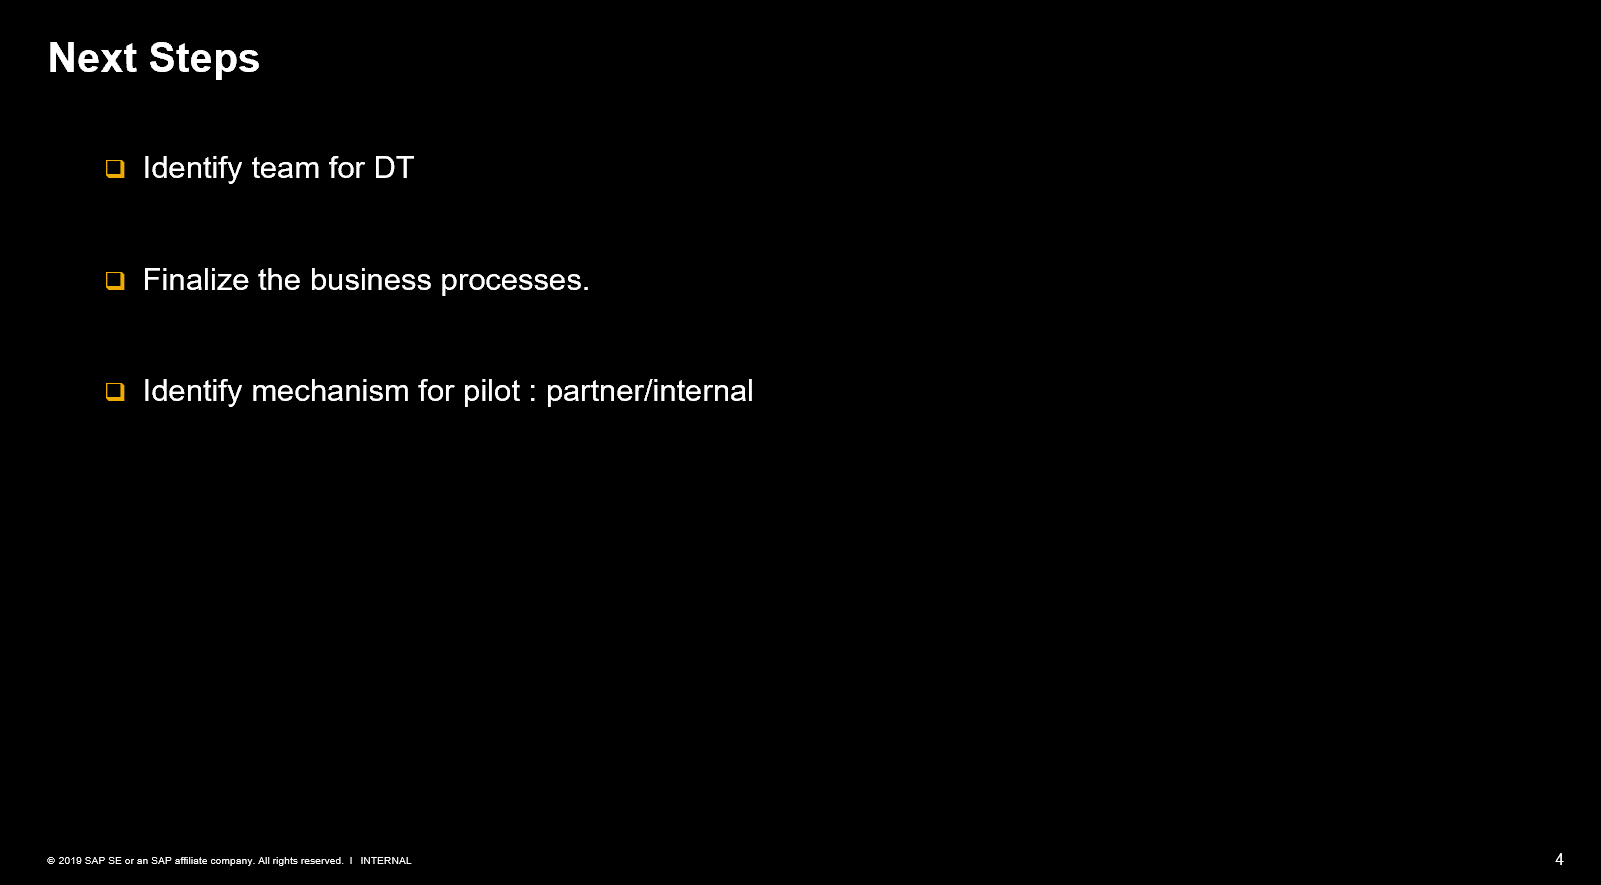 Next Steps
Identify team for DT
Finalize the business processes.
Identify mechanism for pilot : partner/internal
© 2019 SAP SE or an SAP affiliate company. All rights reserved. I INTERNAL
4